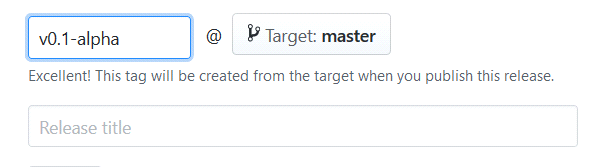 v0.1-alpha @ Target: master
Excellent! This tag will be created from the target when you publish this release.
Release title